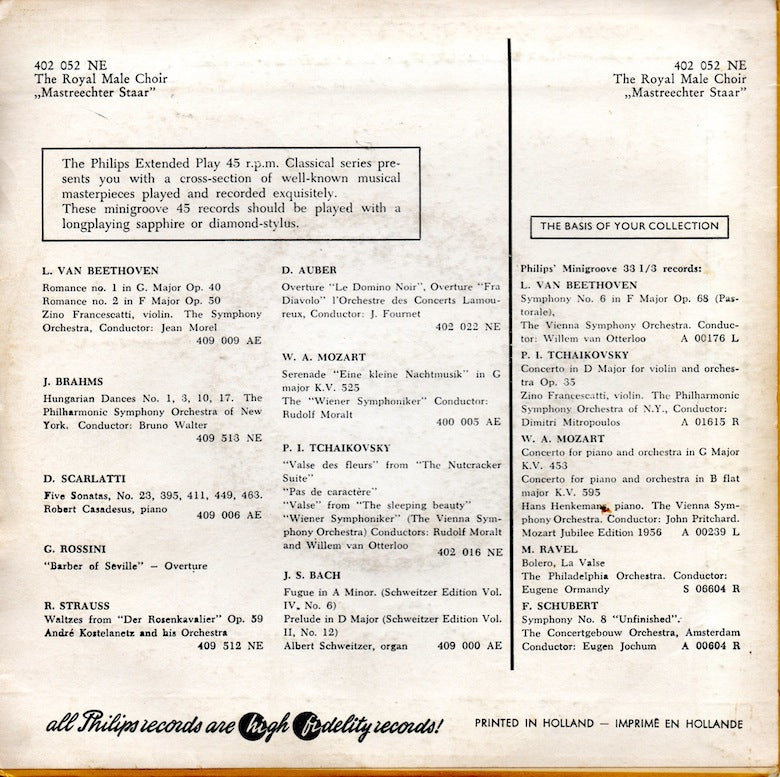 402 052 NE
The Royal Male Choir
„Mastreechter Staar”
402 052 NE
The Royal Male Choir
„Mastreechter Staar”
The Philips Extended Play 45 r.p.m. Classical series pre-
sents you with a cross-section of well-known musical
masterpieces played and recorded exquisitely.
These minigroove 45 records should be played with a
longplaying sapphire or diamond-stylus.
L. VAN BEETHOVEN
Romance no. 1 in G. Major Op. 40
Romance no. 2 in F Major Op. 50
Zino Francescatti, violin. The Symphony
Orchestra, Conductor: Jean Morel
409 009 AE
J. BRAHMS
Hungarian Dances No. 1, 3, 10, 17. The
Philharmonic Symphony Orchestra of New
York. Conductor: Bruno Walter
409 513 NE
D. SCARLATTI
Five Sonatas, No. 23, 395, 411, 449, 463.
Robert Casadesus, piano
409 006 AE
G. ROSSINI
“Barber of Séville” – Overture
R. STRAUSS
Waltzes from “Der Rosenkavalier” Op. 59
André Kostelanetz and his Orchestra
409 512 NE
D. AUBER
Overture “Le Domino Noir”, Overture “Fra
Diavolo” l’Orchestre des Concerts Lamou-
reux, Conductor: J. Fournet
402 022 NE
W. A. MOZART
Serenade “Eine kleine Nachtmusik” in G
major K.V. 525
The “Wiener Symphoniker” Conductor:
Rudolf Moralt
400 005 AE
P. I. TCHAIKOVSKY
“Valse des fleurs” from “The Nutcracker
Suite”
“Pas de caractère”
“Valse” from “The sleeping beauty”
“Wiener Symphoniker” (The Vienna Sym-
phony Orchestra) Conductors: Rudolf Moralt
and Willem van Otterloo
402 016 NE
J. S. BACH
Fugue in A Minor. (Schweitzer Edition Vol.
IV. No. 6)
Prelude in D Major (Schweitzer Edition Vol.
II, No. 12)
Albert Schweitzer, organ 409 000 AE
THE BASIS OF YOUR COLLECTION
Philips’ Minigroove 33 1/3 records:
L. VAN BEETHOVEN
Symphony No. 6 in F Major Op. 68 (Pas-
torale),
The Vienna Symphony Orchestra. Conduc-
tor: Willem van Otterloo A 00176 L
P. I. TCHAIKOVSKY
Concerto in D Major for violin and orches-
tra Op. 35
Zino Francescatti, violin. The Philharmonic
Symphony Orchestra of N.Y., Conductor:
Dimitri Mitropoulos A 01615 R
W. A. MOZART
Concerto for piano and orchestra in G Major
K.V. 453
Concerto for piano and orchestra in B flat
major K.V. 595
Hans Henkemans, piano. The Vienna Sym-
phony Orchestra. Conductor: John Pritchard.
Mozart Jubilee Edition 1956 A 00239 L
M. RAVEL
Bolero, La Valse
The Philadelphia Orchestra. Conductor:
Eugene Ormandy S 06604 R
F. SCHUBERT
Symphony No. 8 “Unfinished”.
The Concertgebouw Orchestra, Amsterdam
Conductor: Eugen Jochum A 00604 R
all Philips records are high fidelity records!
PRINTED IN HOLLAND – IMPRIMÉ EN HOLLANDE